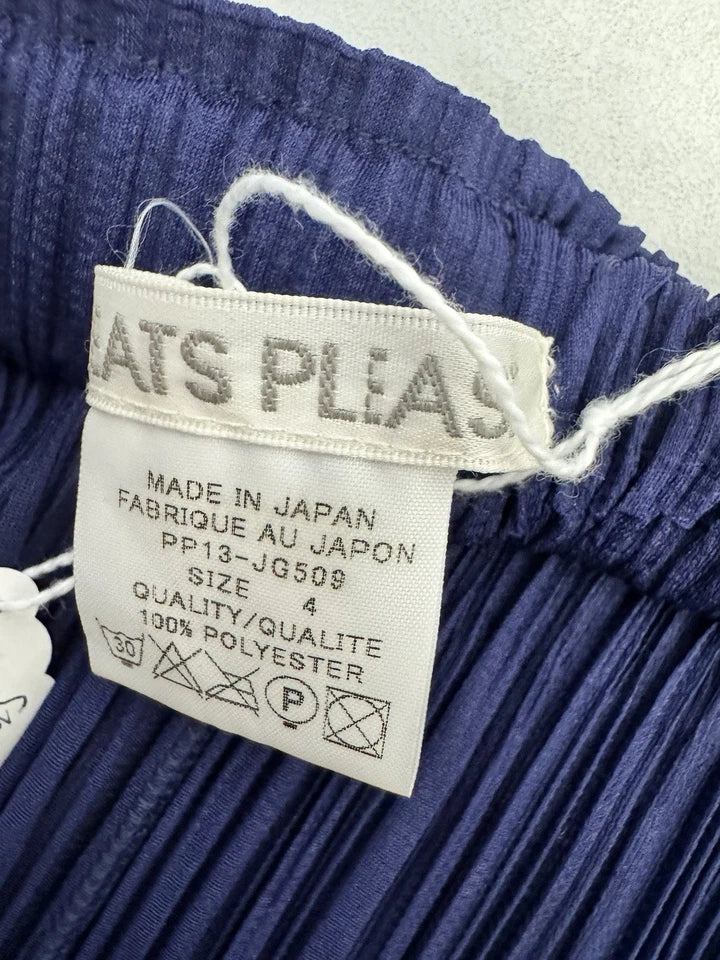 EATS PLEAS
MADE IN JAPAN
FABRIQUE AU JAPON
PP13-JG509
SIZE 4
QUALITY/QUALITE
100% POLYESTER
30
P